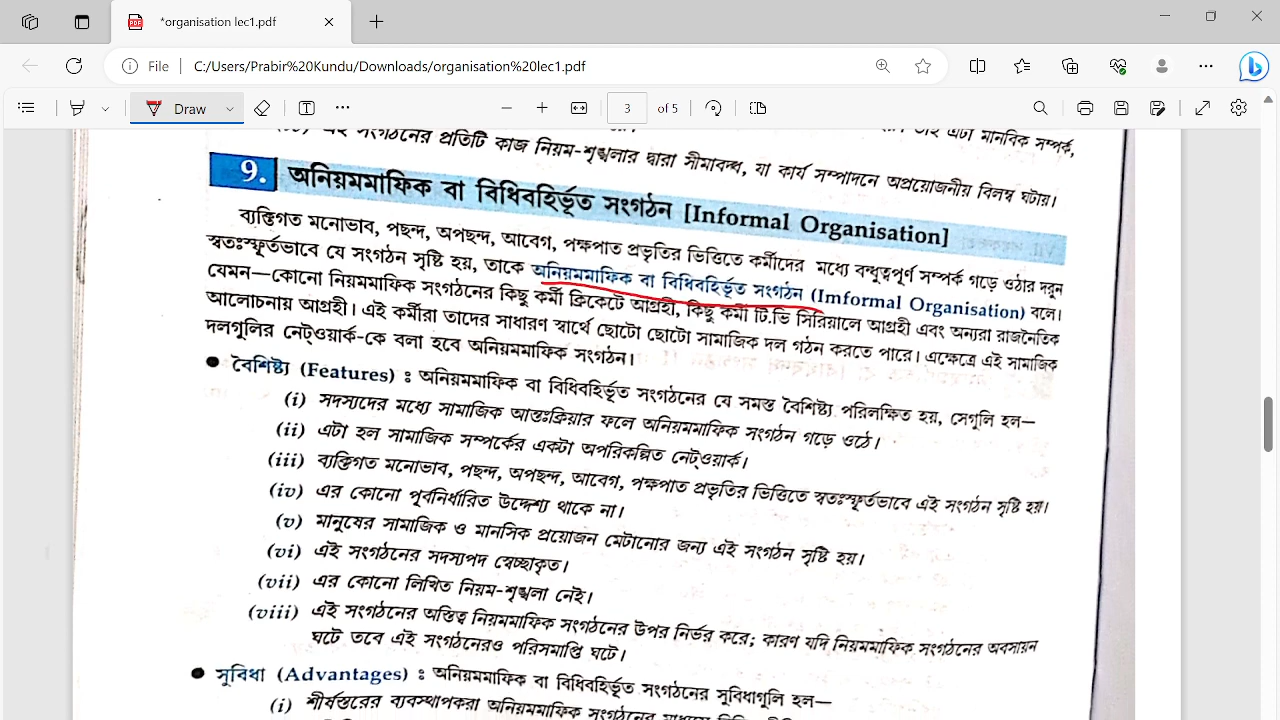 *organisation lec1.pdf
File | C:/Users/Prabir%20Kundu/Downloads/organisation%20lec1.pdf
Draw
3 of 5
এই সংগঠনের প্রতিটি কাজ নিয়ম-শৃঙ্খলার দ্বারা সীমাবদ্ধ, যা কার্য সম্পাদনে অপ্রয়োজনীয় বিলম্ব ঘটায়।
তাই এটা মানবিক সম্পর্ক,
9. অনিয়মমাফিক বা বিধিবহির্ভূত সংগঠন [Informal Organisation]
ব্যক্তিগত মনোভাব, পছন্দ, অপছন্দ, আবেগ, পক্ষপাত প্রভৃতির ভিত্তিতে কর্মীদের মধ্যে বন্ধুত্বপূর্ণ সম্পর্ক গড়ে ওঠার দরুন
স্বতঃস্ফূর্তভাবে যে সংগঠন সৃষ্টি হয়, তাকে অনিয়মমাফিক বা বিধিবহির্ভূত সংগঠন (Imformal Organisation) বলে।
যেমন—কোনো নিয়মমাফিক সংগঠনের কিছু কর্মী ক্রিকেটে আগ্রহী, কিছু কর্মী টি.ভি সিরিয়ালে আগ্রহী এবং অন্যরা রাজনৈতিক
আলোচনায় আগ্রহী। এই কর্মীরা তাদের সাধারণ স্বার্থে ছোটো ছোটো সামাজিক দল গঠন করতে পারে। এক্ষেত্রে এই সামাজিক
দলগুলির নেট্‌ওয়ার্ক-কে বলা হবে অনিয়মমাফিক সংগঠন।
● বৈশিষ্ট্য (Features) : অনিয়মমাফিক বা বিধিবহির্ভূত সংগঠনের যে সমস্ত বৈশিষ্ট্য পরিলক্ষিত হয়, সেগুলি হল—
(i) সদস্যদের মধ্যে সামাজিক আন্তঃক্রিয়ার ফলে অনিয়মমাফিক সংগঠন গড়ে ওঠে।
(ii) এটা হল সামাজিক সম্পর্কের একটা অপরিকল্পিত নেট্‌ওয়ার্ক।
(iii) ব্যক্তিগত মনোভাব, পছন্দ, অপছন্দ, আবেগ, পক্ষপাত প্রভৃতির ভিত্তিতে স্বতঃস্ফূর্তভাবে এই সংগঠন সৃষ্টি হয়।
(iv) এর কোনো পূর্বনির্ধারিত উদ্দেশ্য থাকে না।
(v) মানুষের সামাজিক ও মানসিক প্রয়োজন মেটানোর জন্য এই সংগঠন সৃষ্টি হয়।
(vi) এই সংগঠনের সদস্যপদ স্বেচ্ছাকৃত।
(vii) এর কোনো লিখিত নিয়ম-শৃঙ্খলা নেই।
(viii) এই সংগঠনের অস্তিত্ব নিয়মমাফিক সংগঠনের উপর নির্ভর করে; কারণ যদি নিয়মমাফিক সংগঠনের অবসায়ন
ঘটে তবে এই সংগঠনেরও পরিসমাপ্তি ঘটে।
● সুবিধা (Advantages) : অনিয়মমাফিক বা বিধিবহির্ভূত সংগঠনের সুবিধাগুলি হল—
(i) শীর্ষস্তরের ব্যবস্থাপকরা অনিয়মমাফিক সংগঠনের